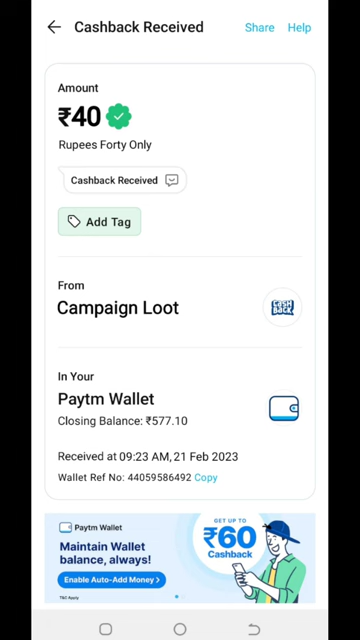 Cashback Received
Share
Help
Amount
₹40
Rupees Forty Only
Cashback Received
Add Tag
From
Campaign Loot
CASH
BACK
In Your
Paytm Wallet
Closing Balance: ₹577.10
Received at 09:23 AM, 21 Feb 2023
Wallet Ref No: 44059586492 Copy
Paytm Wallet
Maintain Wallet
balance, always!
Enable Auto-Add Money >
T&C Apply
GET UP TO
₹60
Cashback